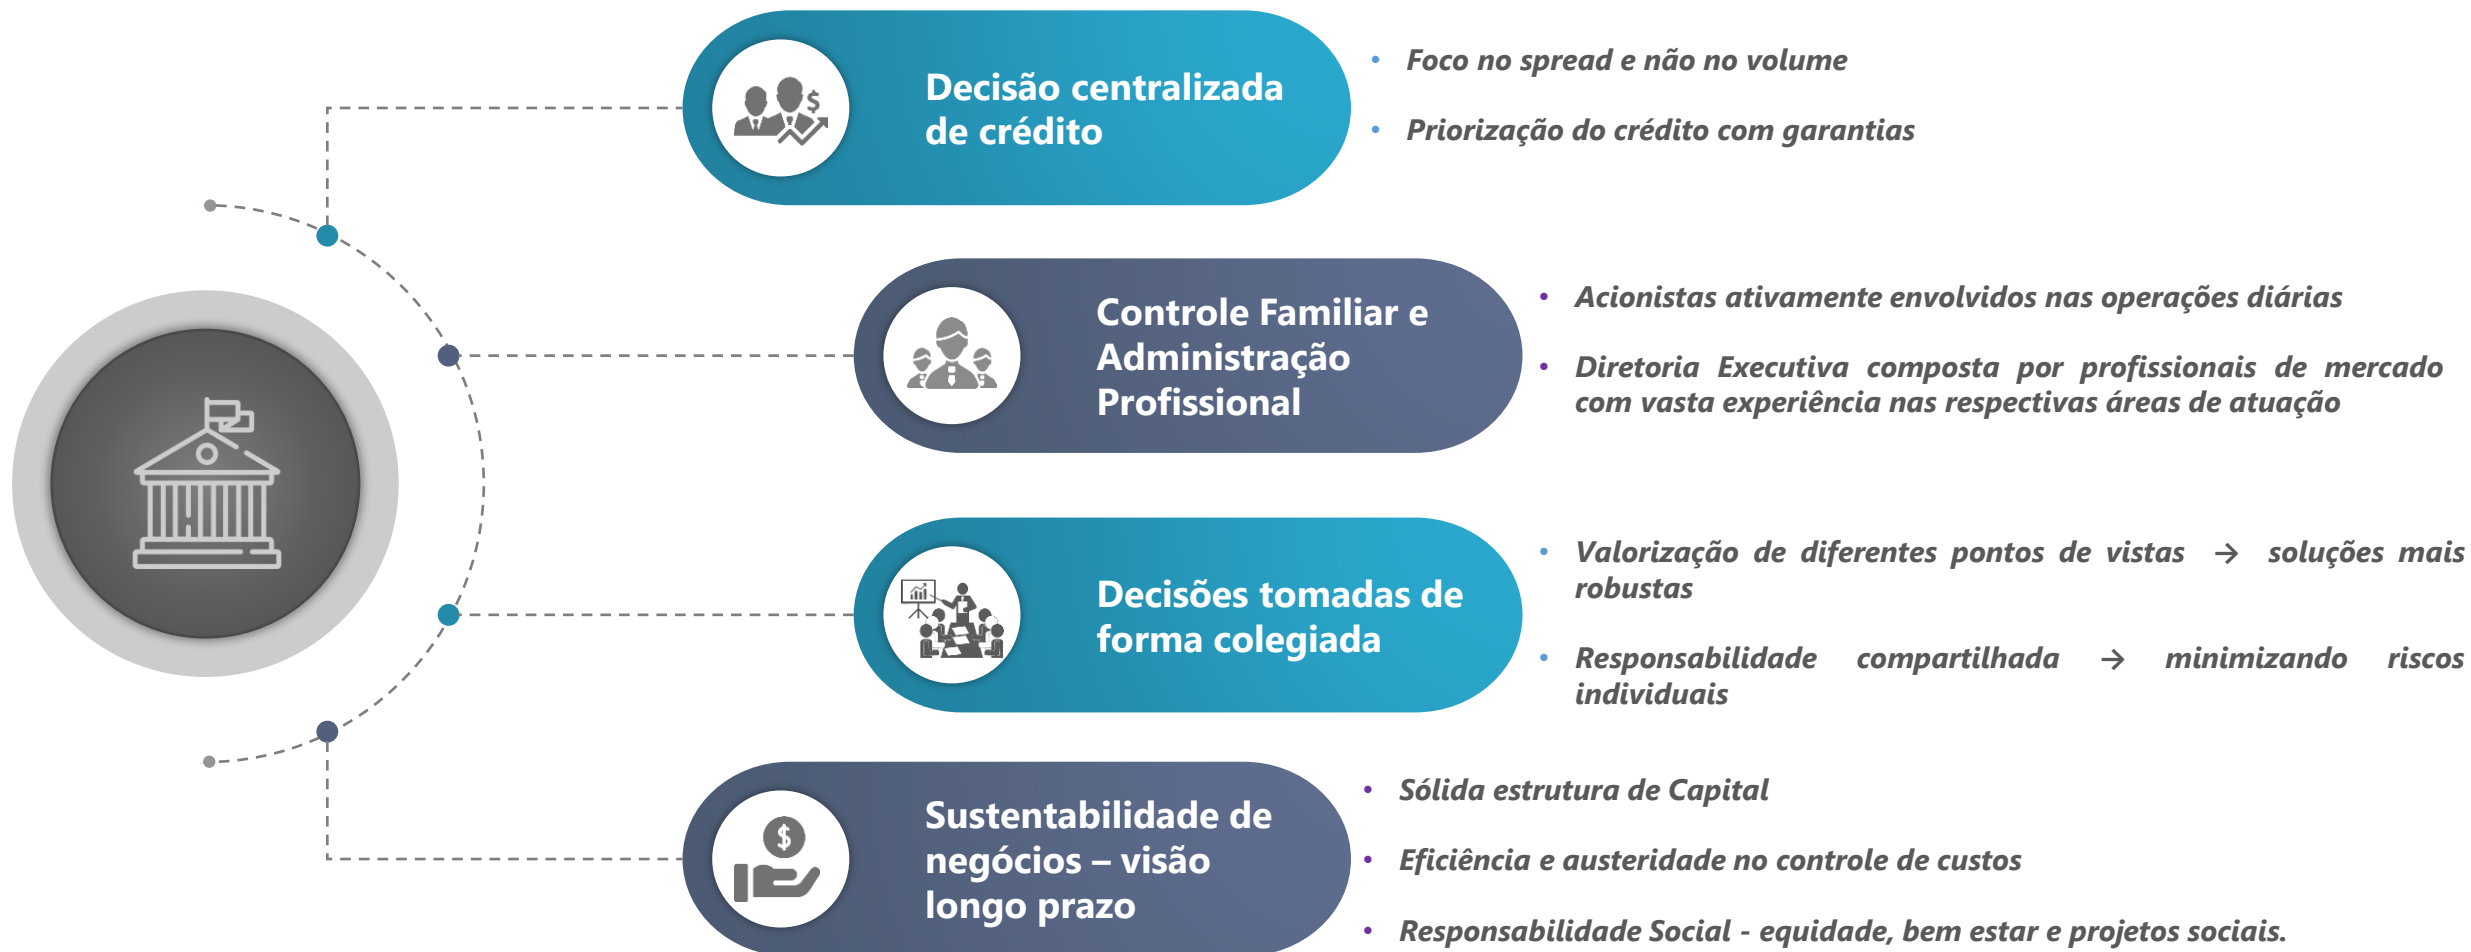 Decisão centralizada
de crédito
• Foco no spread e não no volume
• Priorização do crédito com garantias
Controle Familiar e
Administração
Profissional
• Acionistas ativamente envolvidos nas operações diárias
• Diretoria Executiva composta por profissionais de mercado
com vasta experiência nas respectivas áreas de atuação
Decisões tomadas de
forma colegiada
• Valorização de diferentes pontos de vistas → soluções mais
robustas
• Responsabilidade compartilhada → minimizando riscos
individuais
Sustentabilidade de
negócios – visão
longo prazo
• Sólida estrutura de Capital
• Eficiência e austeridade no controle de custos
• Responsabilidade Social - equidade, bem estar e projetos sociais.